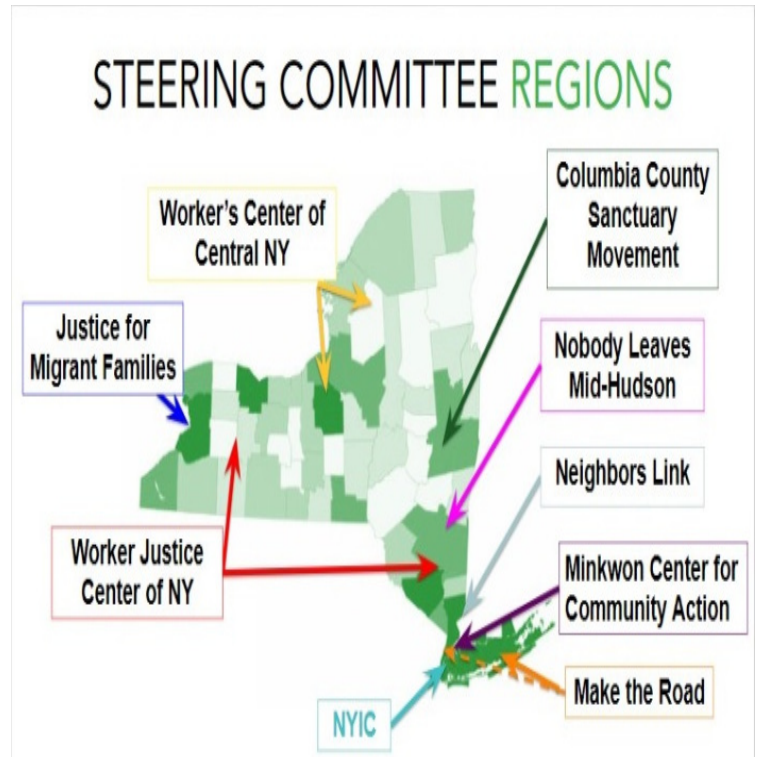 STEERING COMMITTEE REGIONS
Worker's Center of
Central NY
Columbia County
Sanctuary
Movement
Justice for
Migrant Families
Nobody Leaves
Mid-Hudson
Neighbors Link
Worker Justice
Center of NY
Minkwon Center for
Community Action
Make the Road
NYIC